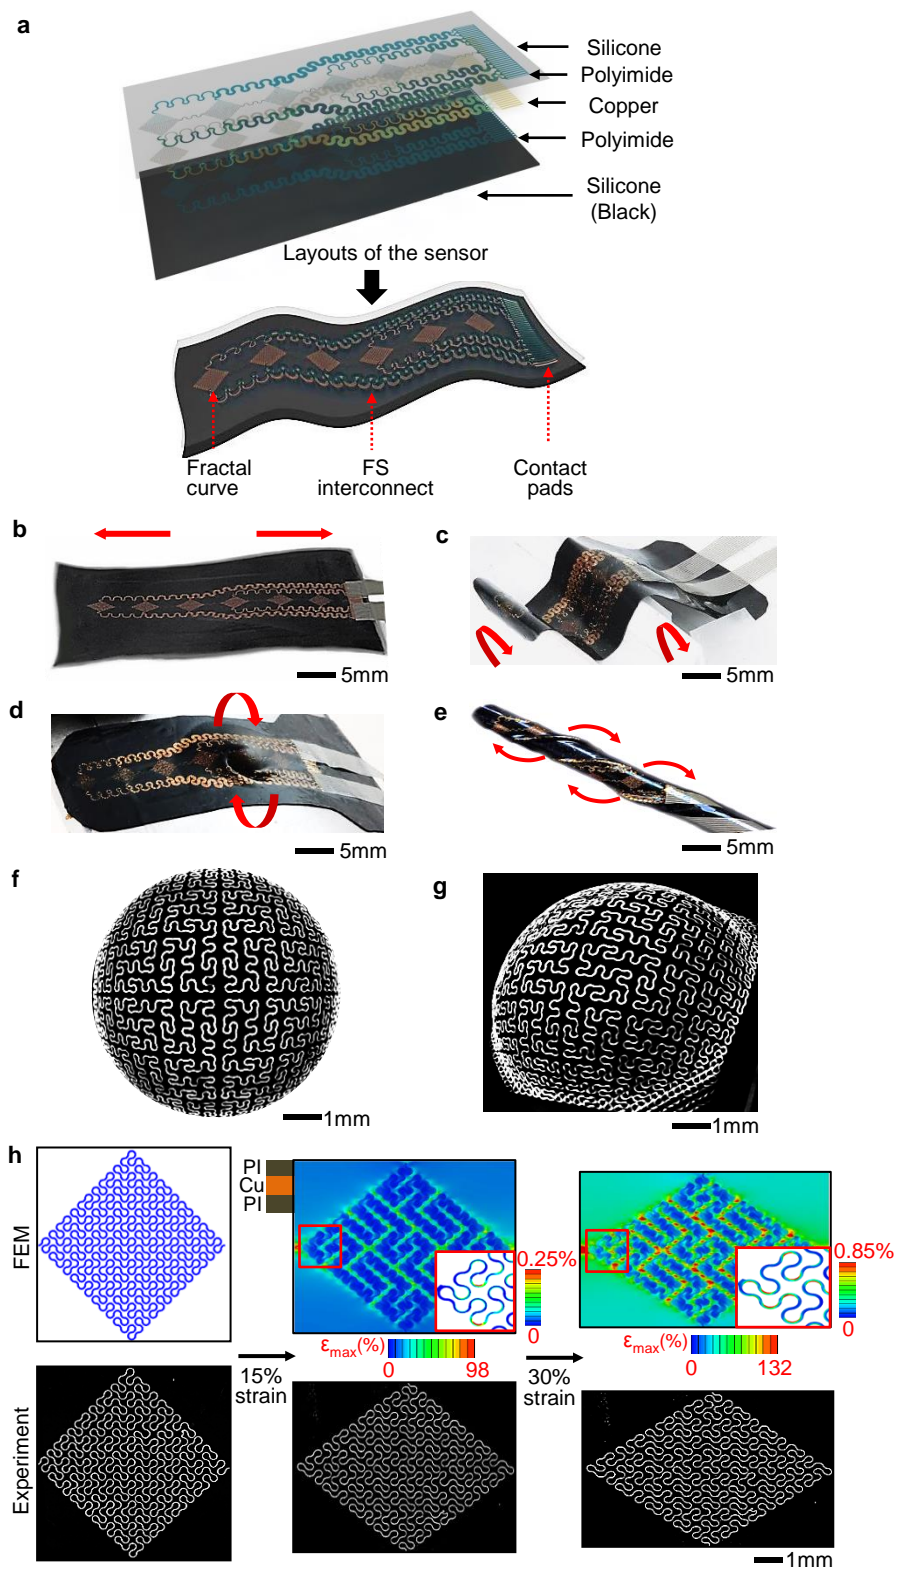 a
Silicone
Polyimide
Copper
Polyimide
Silicone
(Black)
Layouts of the sensor
Fractal
curve
FS
interconnect
Contact
pads
b
5mm
c
5mm
d
5mm
e
5mm
f
1mm
g
1mm
h
FEM
PI
Cu
PI
0.25%
0
εmax(%)
0
98
0.85%
0
εmax(%)
0
132
15%
strain
30%
strain
Experiment
1mm